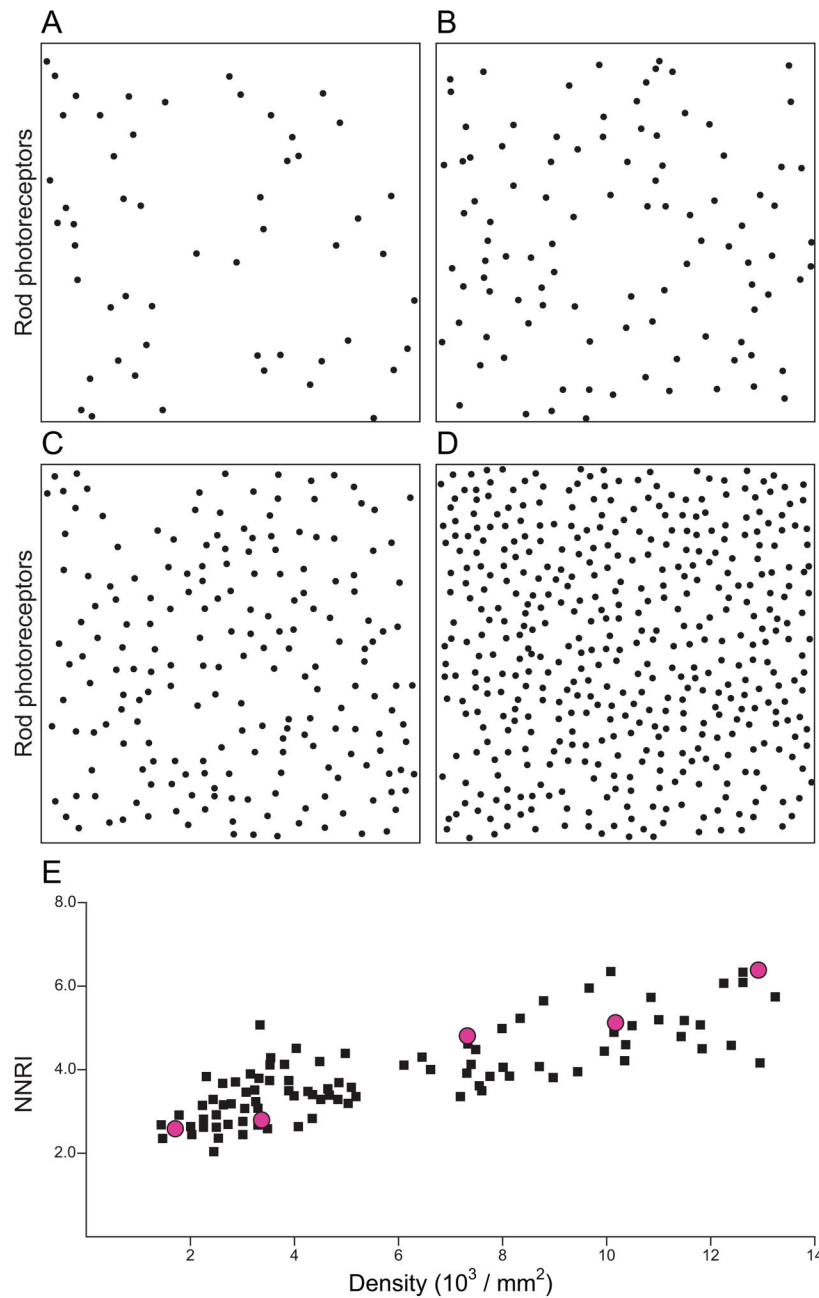 A B
Rod photoreceptors
C D
Rod photoreceptors
E
8.0
6.0
4.0
2.0
NNRI
2 4 6 8 10 12 14
Density (10³ / mm²)